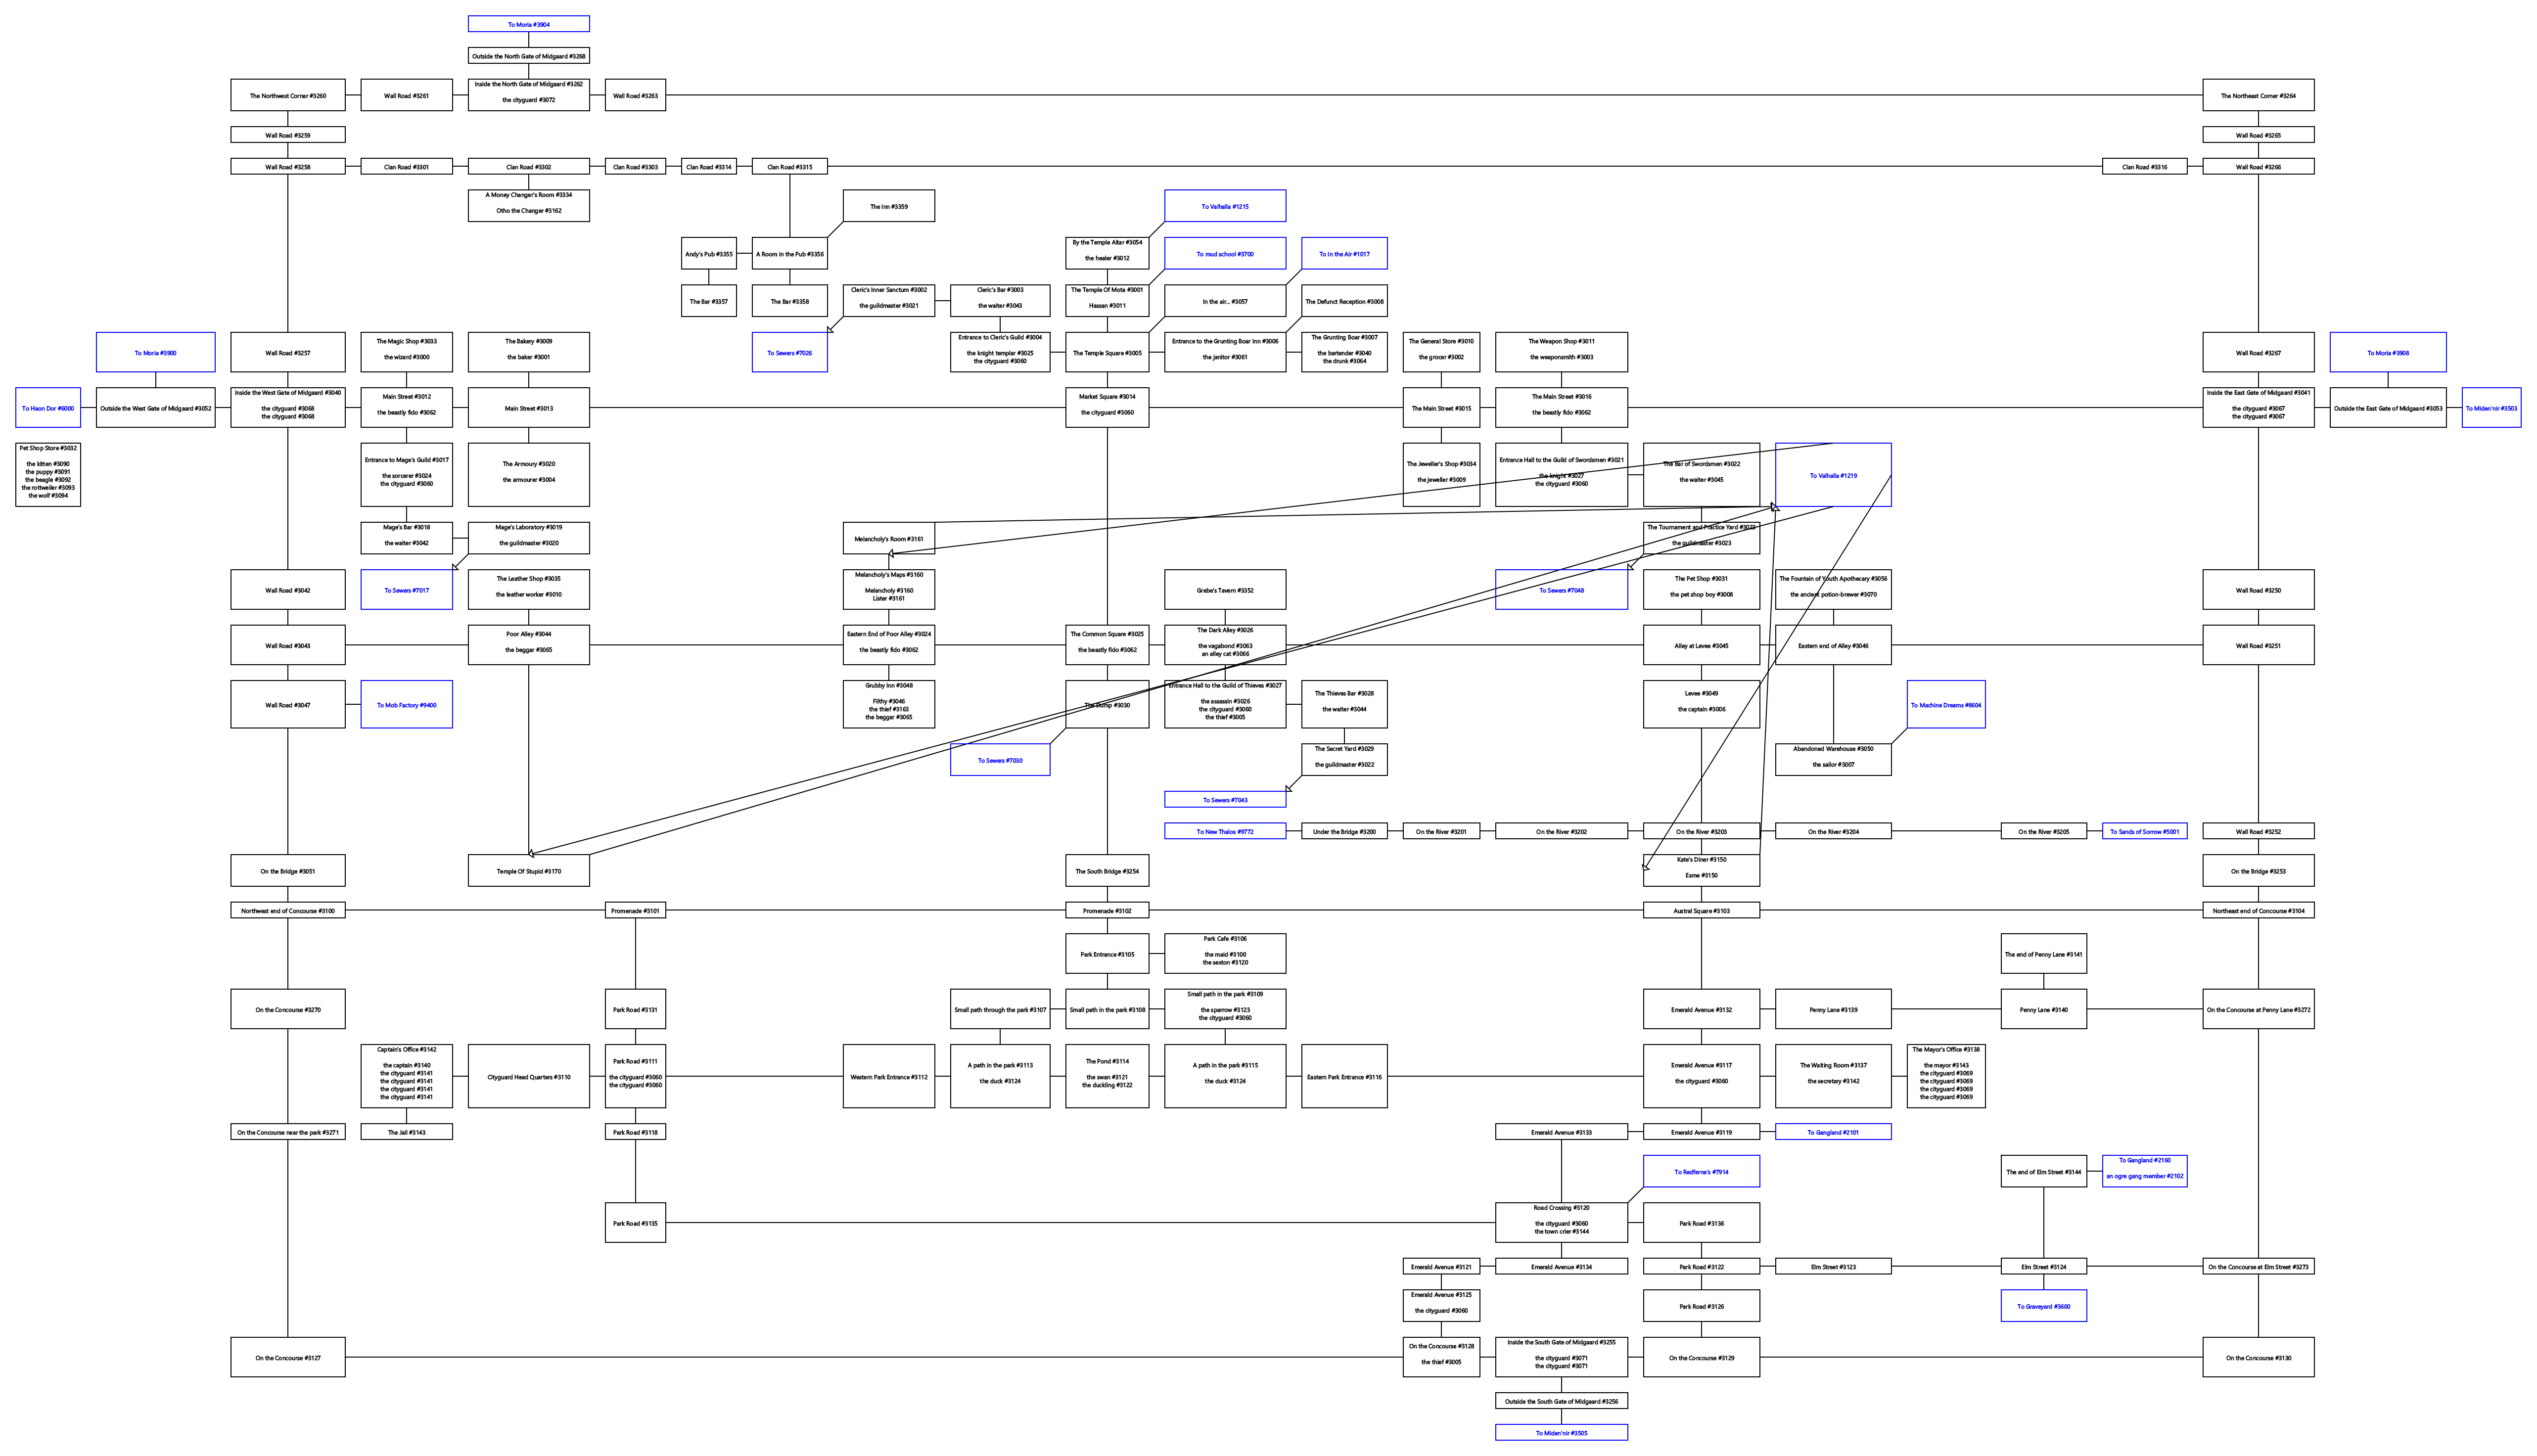 To Moria #3904
Outside the North Gate of Midgaard #3268
The Northwest Corner #3260
Wall Road #3261
Inside the North Gate of Midgaard #3262
the cityguard #3072
Wall Road #3263
The Northeast Corner #3264
Wall Road #3259
Wall Road #3265
Wall Road #3258
Clan Road #3301
Clan Road #3302
Clan Road #3303
Clan Road #3314
Clan Road #3315
Clan Road #3316
Wall Road #3266
A Money Changer's Room #3334
Otho the Changer #3162
The Inn #3359
To Valhalla #1215
Andy's Pub #3355
A Room in the Pub #3356
By the Temple Altar #3054
the healer #3012
To mud school #3700
To In the Air #1017
The Bar #3357
The Bar #3358
Cleric's Inner Sanctum #3002
the guildmaster #3021
Cleric's Bar #3003
the waiter #3043
The Temple Of Mota #3001
Hassan #3011
In the air... #3057
The Defunct Reception #3008
To Moria #3900
Wall Road #3257
The Magic Shop #3033
the wizard #3000
The Bakery #3009
the baker #3001
To Sewers #7026
Entrance to Cleric's Guild #3004
the knight templar #3025
the cityguard #3060
The Temple Square #3005
Entrance to the Grunting Boar Inn #3006
the janitor #3061
The Grunting Boar #3007
the bartender #3040
the drunk #3064
The General Store #3010
the grocer #3002
The Weapon Shop #3011
the weaponsmith #3003
Wall Road #3267
To Moria #3908
To Haon Dor #6000
Outside the West Gate of Midgaard #3052
Inside the West Gate of Midgaard #3040
the cityguard #3068
the cityguard #3068
Main Street #3012
the beastly fido #3062
Main Street #3013
Market Square #3014
the cityguard #3060
The Main Street #3015
The Main Street #3016
the beastly fido #3062
Inside the East Gate of Midgaard #3041
the cityguard #3067
the cityguard #3067
Outside the East Gate of Midgaard #3053
To Miden'nir #3503
Pet Shop Store #3032
the kitten #3090
the puppy #3091
the beagle #3092
the rottweiler #3093
the wolf #3094
Entrance to Mage's Guild #3017
the sorcerer #3024
the cityguard #3060
The Armoury #3020
the armourer #3004
The Jeweller's Shop #3034
the jeweller #3009
Entrance Hall to the Guild of Swordsmen #3021
the knight #3027
the cityguard #3060
The Bar of Swordsmen #3022
the waiter #3045
To Valhalla #1219
Mage's Bar #3018
the waiter #3042
Mage's Laboratory #3019
the guildmaster #3020
Melancholy's Room #3161
The Tournament and Practice Yard #3023
the guildmaster #3023
Wall Road #3042
To Sewers #7017
The Leather Shop #3035
the leather worker #3010
Melancholy's Maps #3160
Melancholy #3160
Lister #3161
Grebe's Tavern #3352
To Sewers #7048
The Pet Shop #3031
the pet shop boy #3008
The Fountain of Youth Apothecary #3056
the ancient potion-brewer #3070
Wall Road #3250
Wall Road #3043
Poor Alley #3044
the beggar #3065
Eastern End of Poor Alley #3024
the beastly fido #3062
The Common Square #3025
the beastly fido #3062
The Dark Alley #3026
the vagabond #3063
an alley cat #3066
Alley at Levee #3045
Eastern end of Alley #3046
Wall Road #3251
Wall Road #3047
To Mob Factory #9400
Grubby Inn #3048
Filthy #3046
the thief #3163
the beggar #3065
The Dump #3030
Entrance Hall to the Guild of Thieves #3027
the assassin #3026
the cityguard #3060
the thief #3005
The Thieves Bar #3028
the waiter #3044
Levee #3049
the captain #3006
To Machine Dreams #8604
To Sewers #7030
The Secret Yard #3029
the guildmaster #3022
Abandoned Warehouse #3050
the sailor #3007
To Sewers #7043
To New Thalos #9772
Under the Bridge #3200
On the River #3201
On the River #3202
On the River #3203
On the River #3204
On the River #3205
To Sands of Sorrow #5001
Wall Road #3252
On the Bridge #3051
Temple Of Stupid #3170
The South Bridge #3254
Kate's Diner #3150
Esme #3150
On the Bridge #3253
Northwest end of Concourse #3100
Promenade #3101
Promenade #3102
Austral Square #3103
Northeast end of Concourse #3104
Park Entrance #3105
Park Cafe #3106
the maid #3100
the sexton #3120
The end of Penny Lane #3141
On the Concourse #3270
Park Road #3131
Small path through the park #3107
Small path in the park #3108
Small path in the park #3109
the sparrow #3123
the cityguard #3060
Emerald Avenue #3132
Penny Lane #3139
Penny Lane #3140
On the Concourse at Penny Lane #3272
Captain's Office #3142
the captain #3140
the cityguard #3141
the cityguard #3141
the cityguard #3141
the cityguard #3141
Cityguard Head Quarters #3110
Park Road #3111
the cityguard #3060
the cityguard #3060
Western Park Entrance #3112
A path in the park #3113
the duck #3124
The Pond #3114
the swan #3121
the duckling #3122
A path in the park #3115
the duck #3124
Eastern Park Entrance #3116
Emerald Avenue #3117
the cityguard #3060
The Waiting Room #3137
the secretary #3142
The Mayor's Office #3138
the mayor #3143
the cityguard #3069
the cityguard #3069
the cityguard #3069
the cityguard #3069
On the Concourse near the park #3271
The Jail #3143
Park Road #3118
Emerald Avenue #3133
Emerald Avenue #3119
To Gangland #2101
To Redferne's #7914
The end of Elm Street #3144
To Gangland #2160
an ogre gang member #2102
Park Road #3135
Road Crossing #3120
the cityguard #3060
the town crier #3144
Park Road #3136
Emerald Avenue #3121
Emerald Avenue #3134
Park Road #3122
Elm Street #3123
Elm Street #3124
On the Concourse at Elm Street #3273
Emerald Avenue #3125
the cityguard #3060
Park Road #3126
To Graveyard #3600
On the Concourse #3127
On the Concourse #3128
the thief #3005
Inside the South Gate of Midgaard #3255
the cityguard #3071
the cityguard #3071
On the Concourse #3129
On the Concourse #3130
Outside the South Gate of Midgaard #3256
To Miden'nir #3505